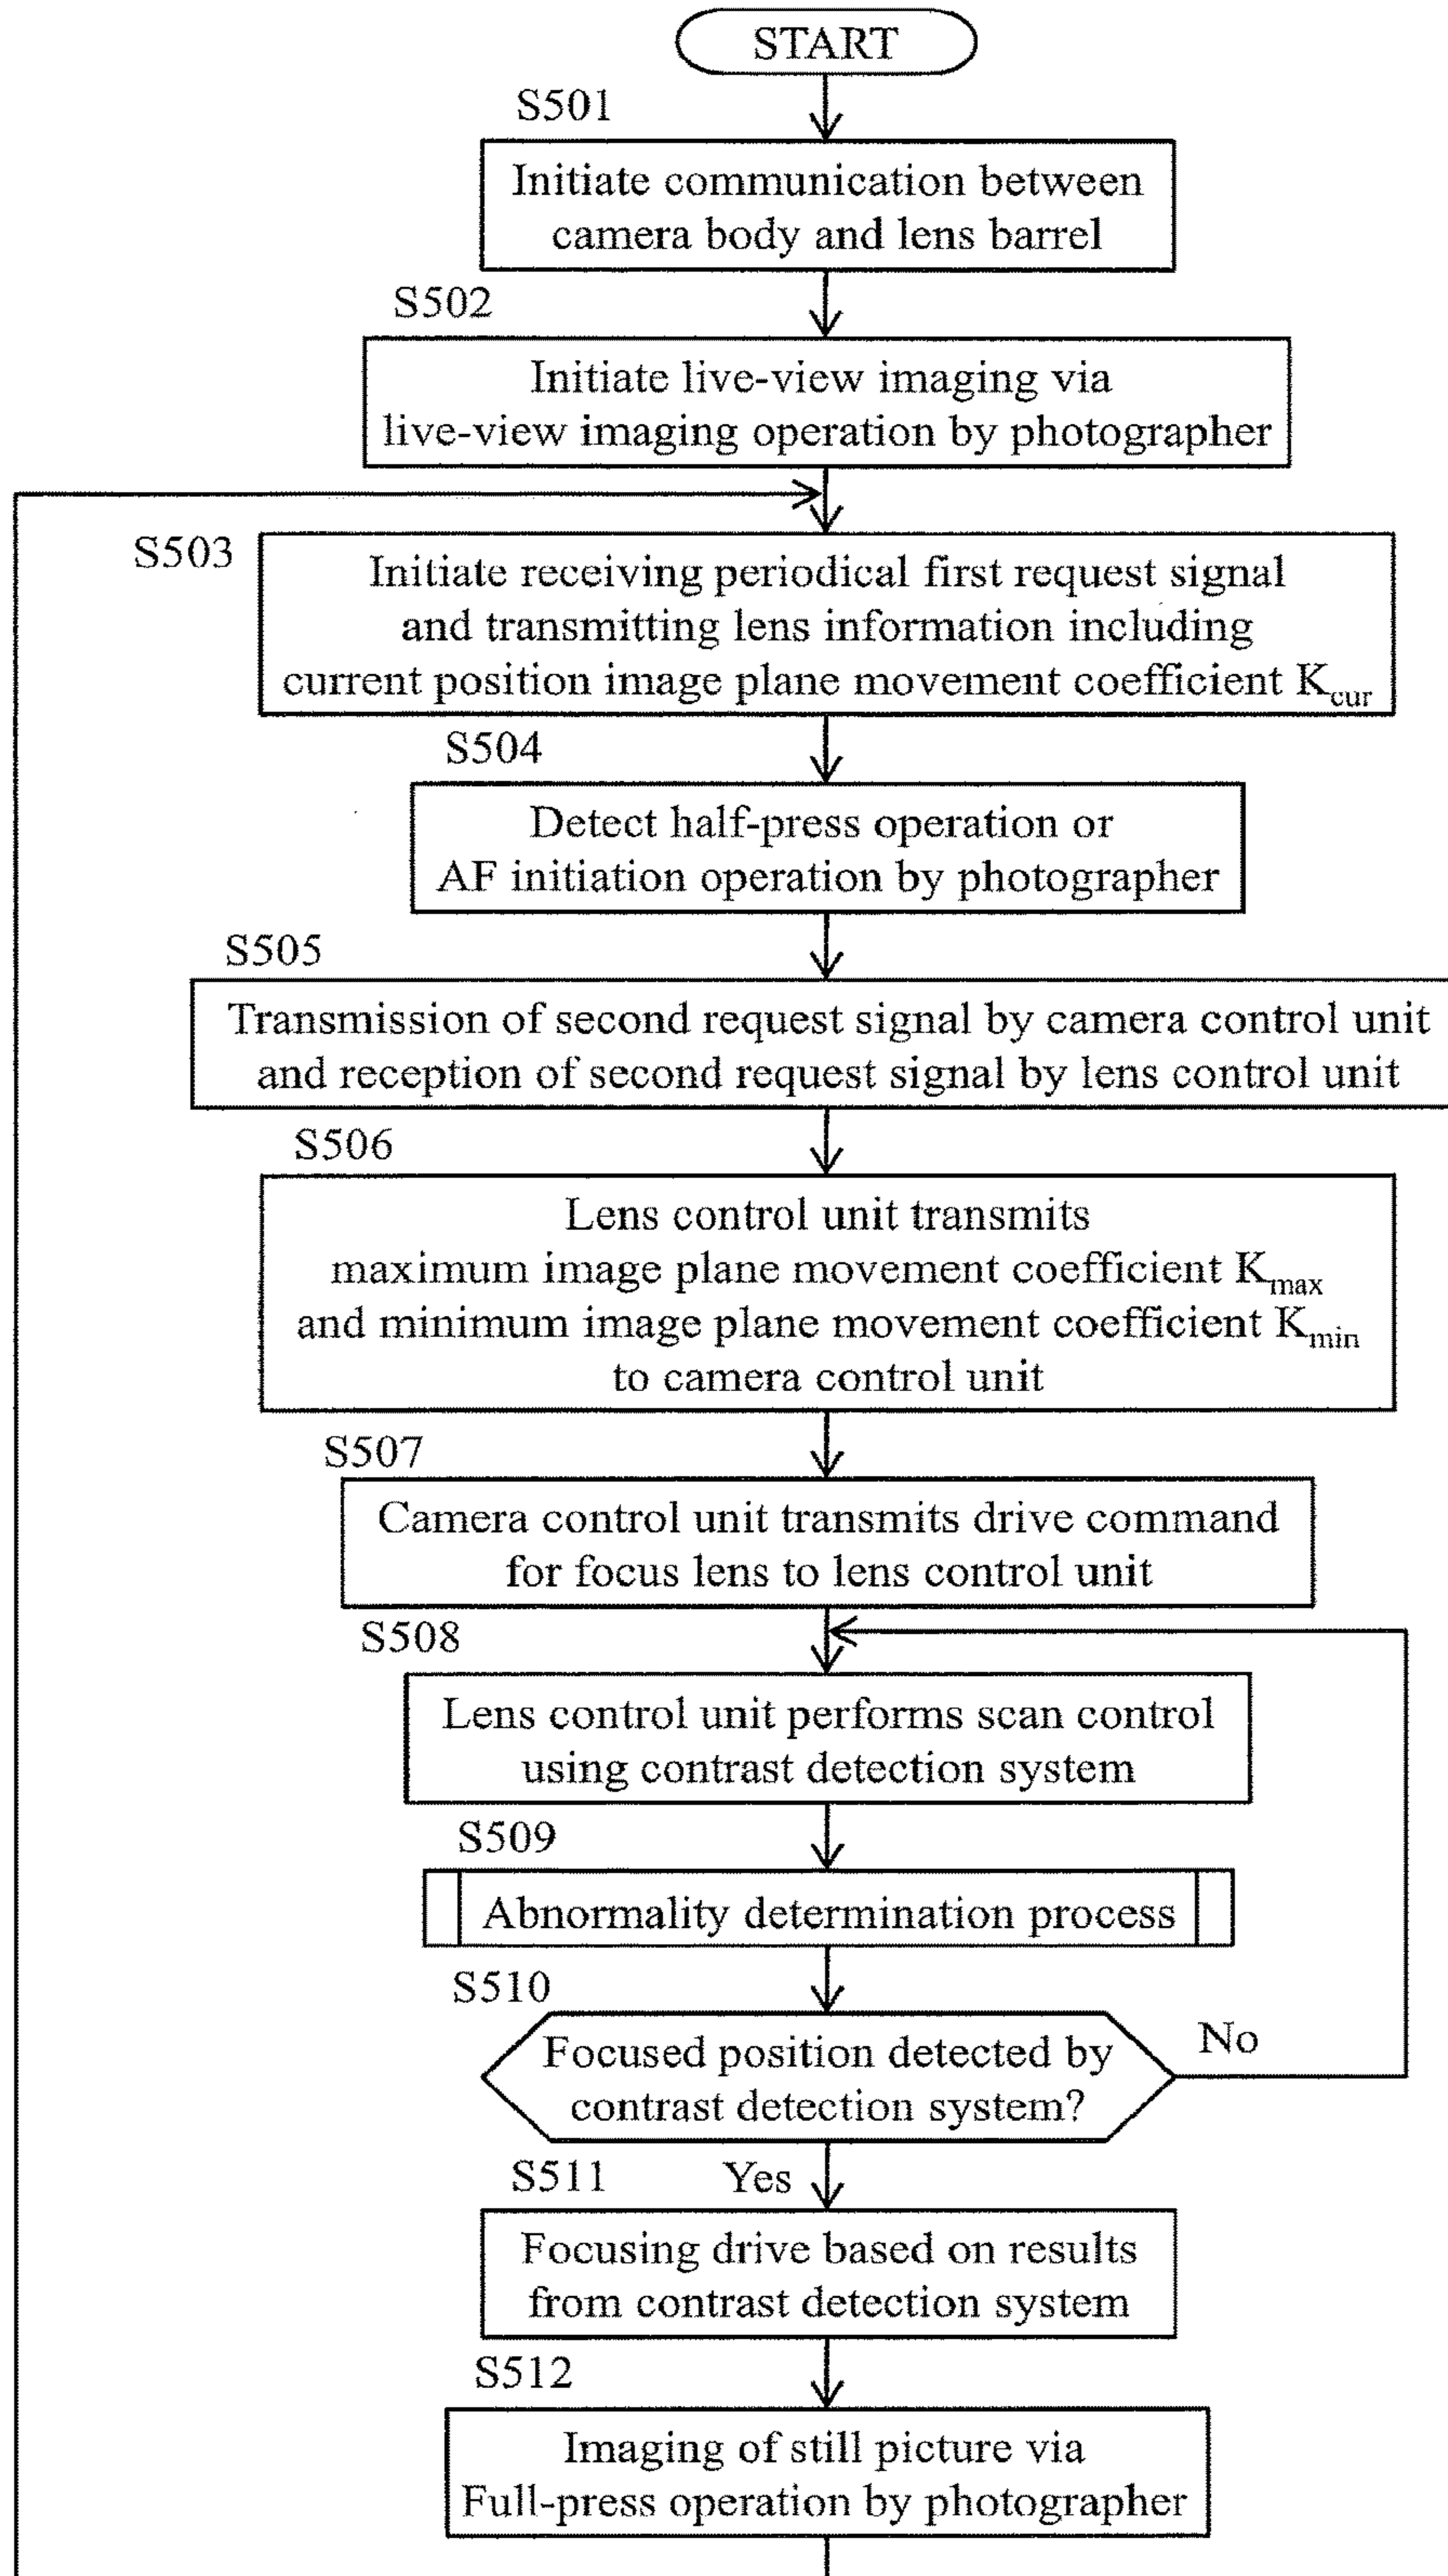 START
S501
Initiate communication between
camera body and lens barrel
S502
Initiate live-view imaging via
live-view imaging operation by photographer
S503
Initiate receiving periodical first request signal
and transmitting lens information including
current position image plane movement coefficient Kcur
S504
Detect half-press operation or
AF initiation operation by photographer
S505
Transmission of second request signal by camera control unit
and reception of second request signal by lens control unit
S506
Lens control unit transmits
maximum image plane movement coefficient Kmax
and minimum image plane movement coefficient Kmin
to camera control unit
S507
Camera control unit transmits drive command
for focus lens to lens control unit
S508
Lens control unit performs scan control
using contrast detection system
S509
Abnormality determination process
S510
Focused position detected by
contrast detection system?
No
S511
Yes
Focusing drive based on results
from contrast detection system
S512
Imaging of still picture via
Full-press operation by photographer